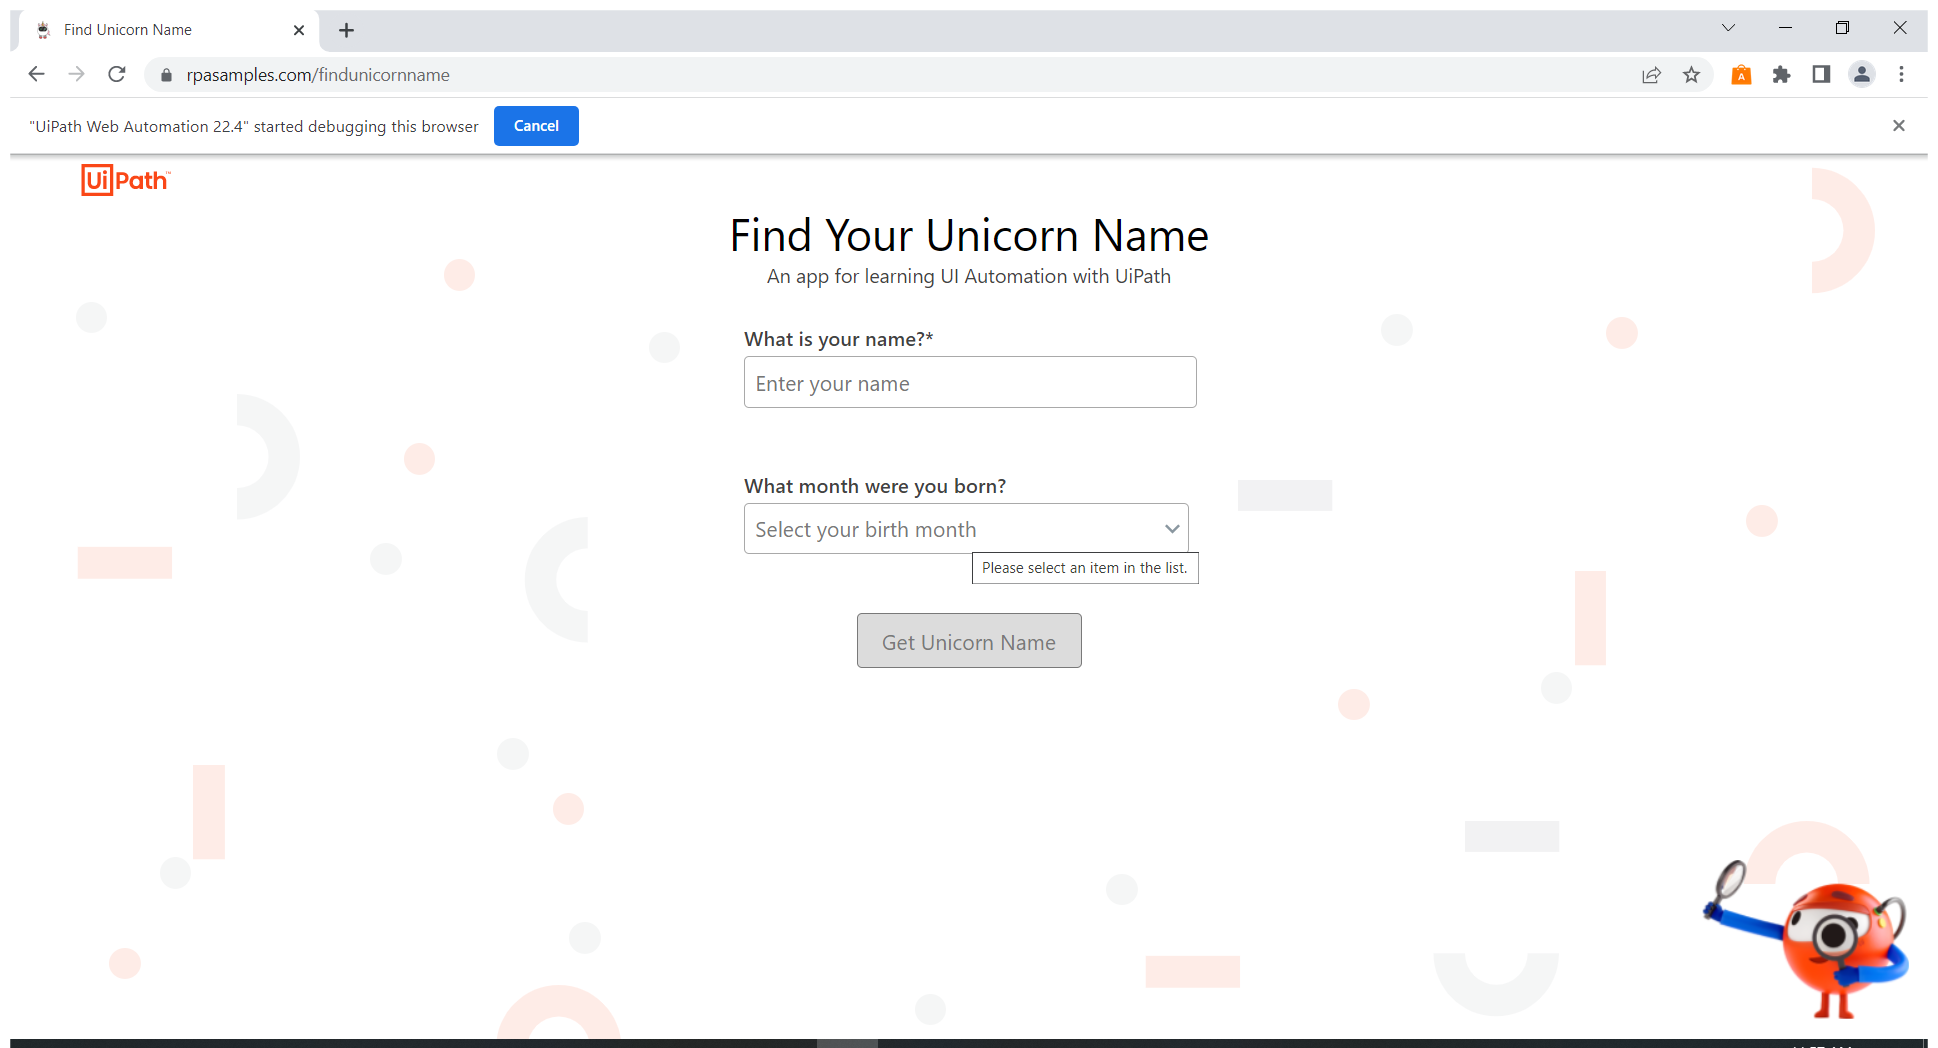 Find Unicorn Name
rpasamples.com/findunicornname
"UiPath Web Automation 22.4" started debugging this browser
Cancel
UiPath™
Find Your Unicorn Name
An app for learning UI Automation with UiPath
What is your name?*
Enter your name
What month were you born?
Select your birth month
Please select an item in the list.
Get Unicorn Name